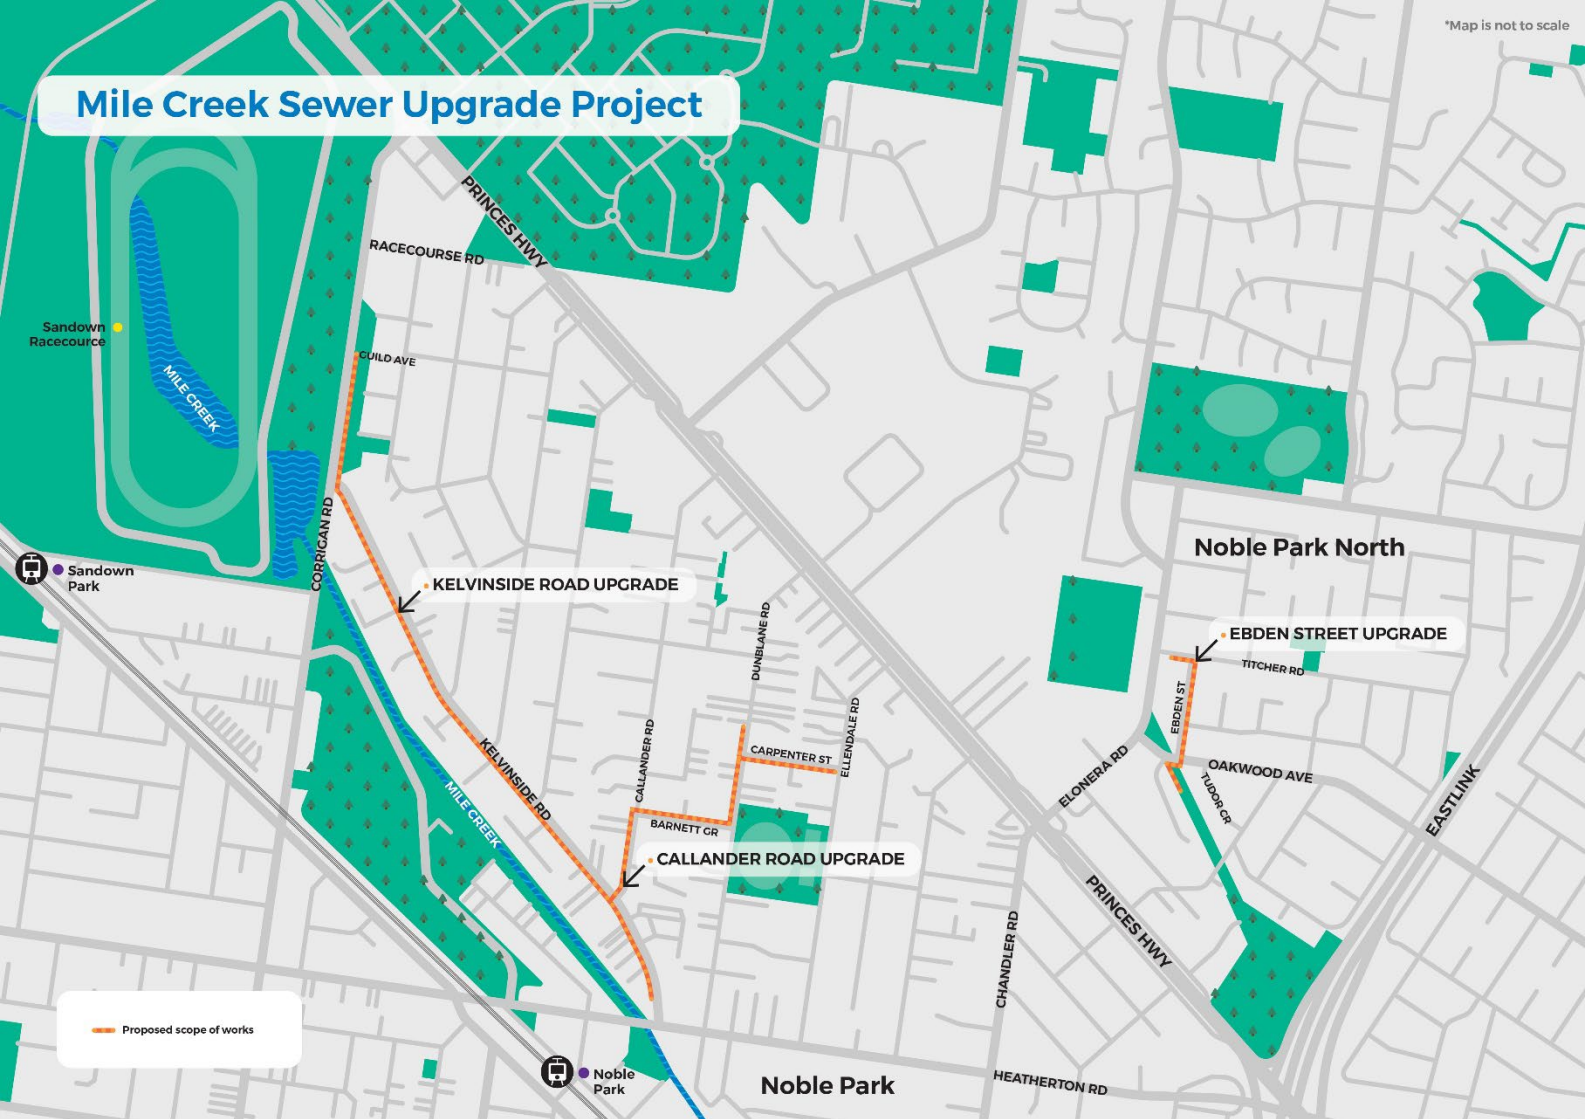 *Map is not to scale
Mile Creek Sewer Upgrade Project
PRINCES HWY
RACECOURSE RD
Sandown
Racecource
GUILD AVE
MILE CREEK
CORRIGAN RD
Sandown
Park
Noble Park North
KELVINSIDE ROAD UPGRADE
DUNBLANE RD
EBDEN STREET UPGRADE
TITCHER RD
EBDEN ST
CALLANDER RD
CARPENTER ST
ELLENDALE RD
KELVINSIDE RD
MILE CREEK
BARNETT GR
ELONERA RD
OAKWOOD AVE
TUDOR CR
EASTLINK
CALLANDER ROAD UPGRADE
PRINCES HWY
CHANDLER RD
Proposed scope of works
Noble
Park
Noble Park
HEATHERTON RD